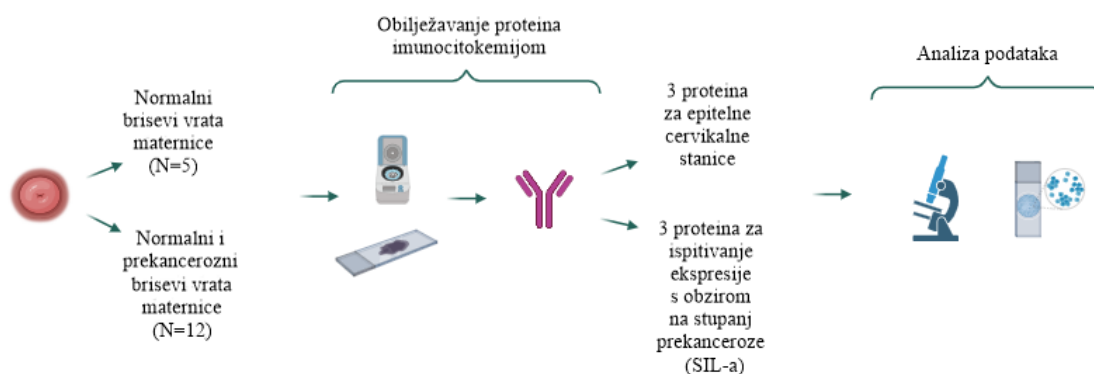 Obilježavanje proteina
imunocitokemijom
Analiza podataka
Normalni
brisevi vrata
maternice
(N=5)
Normalni i
prekancerozni
brisevi vrata
maternice
(N=12)
3 proteina
za epitelne
cervikalne
stanice
3 proteina za
ispitivanje
ekspresije
s obzirom
na stupanj
prekanceroze
(SIL-a)